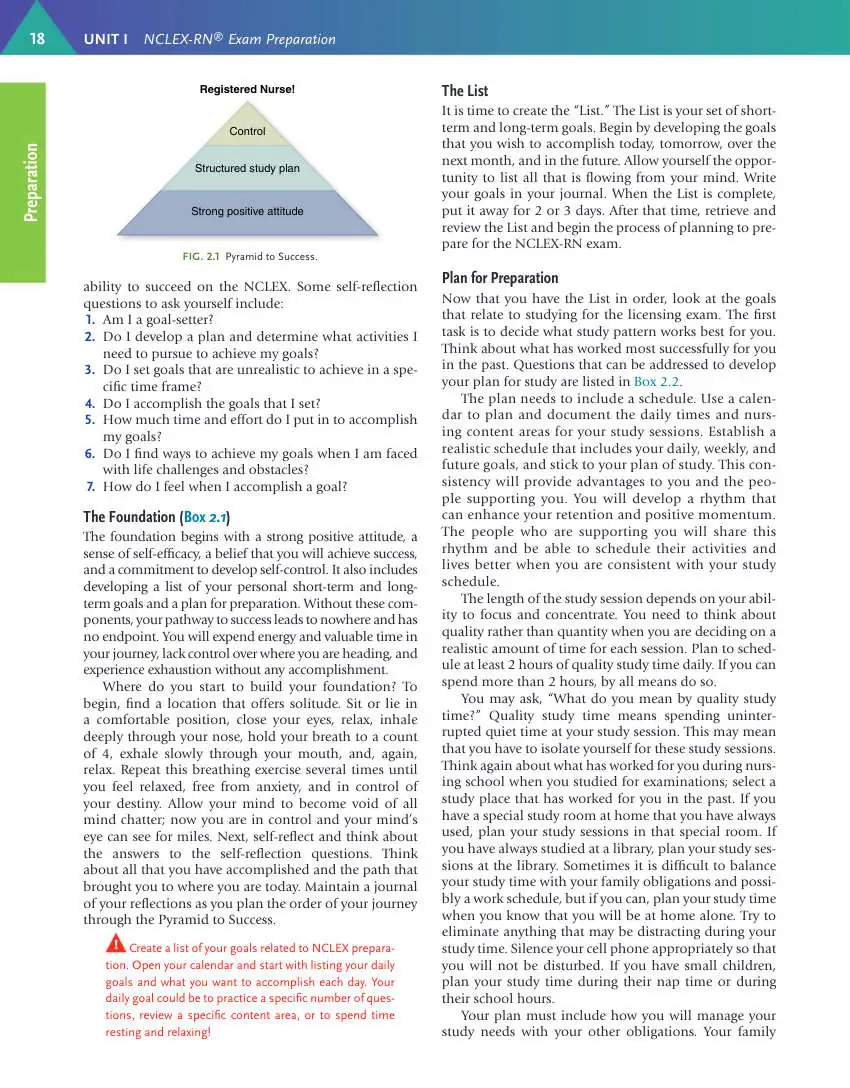 18
UNIT I NCLEX-RN® Exam Preparation
Preparation
Registered Nurse!
Control
Structured study plan
Strong positive attitude
FIG. 2.1 Pyramid to Success.
ability to succeed on the NCLEX. Some self-reflection
questions to ask yourself include:
1. Am I a goal-setter?
2. Do I develop a plan and determine what activities I
need to pursue to achieve my goals?
3. Do I set goals that are unrealistic to achieve in a spe-
cific time frame?
4. Do I accomplish the goals that I set?
5. How much time and effort do I put in to accomplish
my goals?
6. Do I find ways to achieve my goals when I am faced
with life challenges and obstacles?
7. How do I feel when I accomplish a goal?
The Foundation (Box 2.1)
The foundation begins with a strong positive attitude, a
sense of self-efficacy, a belief that you will achieve success,
and a commitment to develop self-control. It also includes
developing a list of your personal short-term and long-
term goals and a plan for preparation. Without these com-
ponents, your pathway to success leads to nowhere and has
no endpoint. You will expend energy and valuable time in
your journey, lack control over where you are heading, and
experience exhaustion without any accomplishment.
Where do you start to build your foundation? To
begin, find a location that offers solitude. Sit or lie in
a comfortable position, close your eyes, relax, inhale
deeply through your nose, hold your breath to a count
of 4, exhale slowly through your mouth, and, again,
relax. Repeat this breathing exercise several times until
you feel relaxed, free from anxiety, and in control of
your destiny. Allow your mind to become void of all
mind chatter; now you are in control and your mind's
eye can see for miles. Next, self-reflect and think about
the answers to the self-reflection questions. Think
about all that you have accomplished and the path that
brought you to where you are today. Maintain a journal
of your reflections as you plan the order of your journey
through the Pyramid to Success.
Create a list of your goals related to NCLEX prepara-
tion. Open your calendar and start with listing your daily
goals and what you want to accomplish each day. Your
daily goal could be to practice a specific number of ques-
tions, review a specific content area, or to spend time
resting and relaxing!
The List
It is time to create the “List.” The List is your set of short-
term and long-term goals. Begin by developing the goals
that you wish to accomplish today, tomorrow, over the
next month, and in the future. Allow yourself the oppor-
tunity to list all that is flowing from your mind. Write
your goals in your journal. When the List is complete,
put it away for 2 or 3 days. After that time, retrieve and
review the List and begin the process of planning to pre-
pare for the NCLEX-RN exam.
Plan for Preparation
Now that you have the List in order, look at the goals
that relate to studying for the licensing exam. The first
task is to decide what study pattern works best for you.
Think about what has worked most successfully for you
in the past. Questions that can be addressed to develop
your plan for study are listed in Box 2.2.
The plan needs to include a schedule. Use a calen-
dar to plan and document the daily times and nurs-
ing content areas for your study sessions. Establish a
realistic schedule that includes your daily, weekly, and
future goals, and stick to your plan of study. This con-
sistency will provide advantages to you and the peo-
ple supporting you. You will develop a rhythm that
can enhance your retention and positive momentum.
The people who are supporting you will share this
rhythm and be able to schedule their activities and
lives better when you are consistent with your study
schedule.
The length of the study session depends on your abil-
ity to focus and concentrate. You need to think about
quality rather than quantity when you are deciding on a
realistic amount of time for each session. Plan to sched-
ule at least 2 hours of quality study time daily. If you can
spend more than 2 hours, by all means do so.
You may ask, “What do you mean by quality study
time?” Quality study time means spending uninter-
rupted quiet time at your study session. This may mean
that you have to isolate yourself for these study sessions.
Think again about what has worked for you during nurs-
ing school when you studied for examinations; select a
study place that has worked for you in the past. If you
have a special study room at home that you have always
used, plan your study sessions in that special room. If
you have always studied at a library, plan your study ses-
sions at the library. Sometimes it is difficult to balance
your study time with your family obligations and possi-
bly a work schedule, but if you can, plan your study time
when you know that you will be at home alone. Try to
eliminate anything that may be distracting during your
study time. Silence your cell phone appropriately so that
you will not be disturbed. If you have small children,
plan your study time during their nap time or during
their school hours.
Your plan must include how you will manage your
study needs with your other obligations. Your family